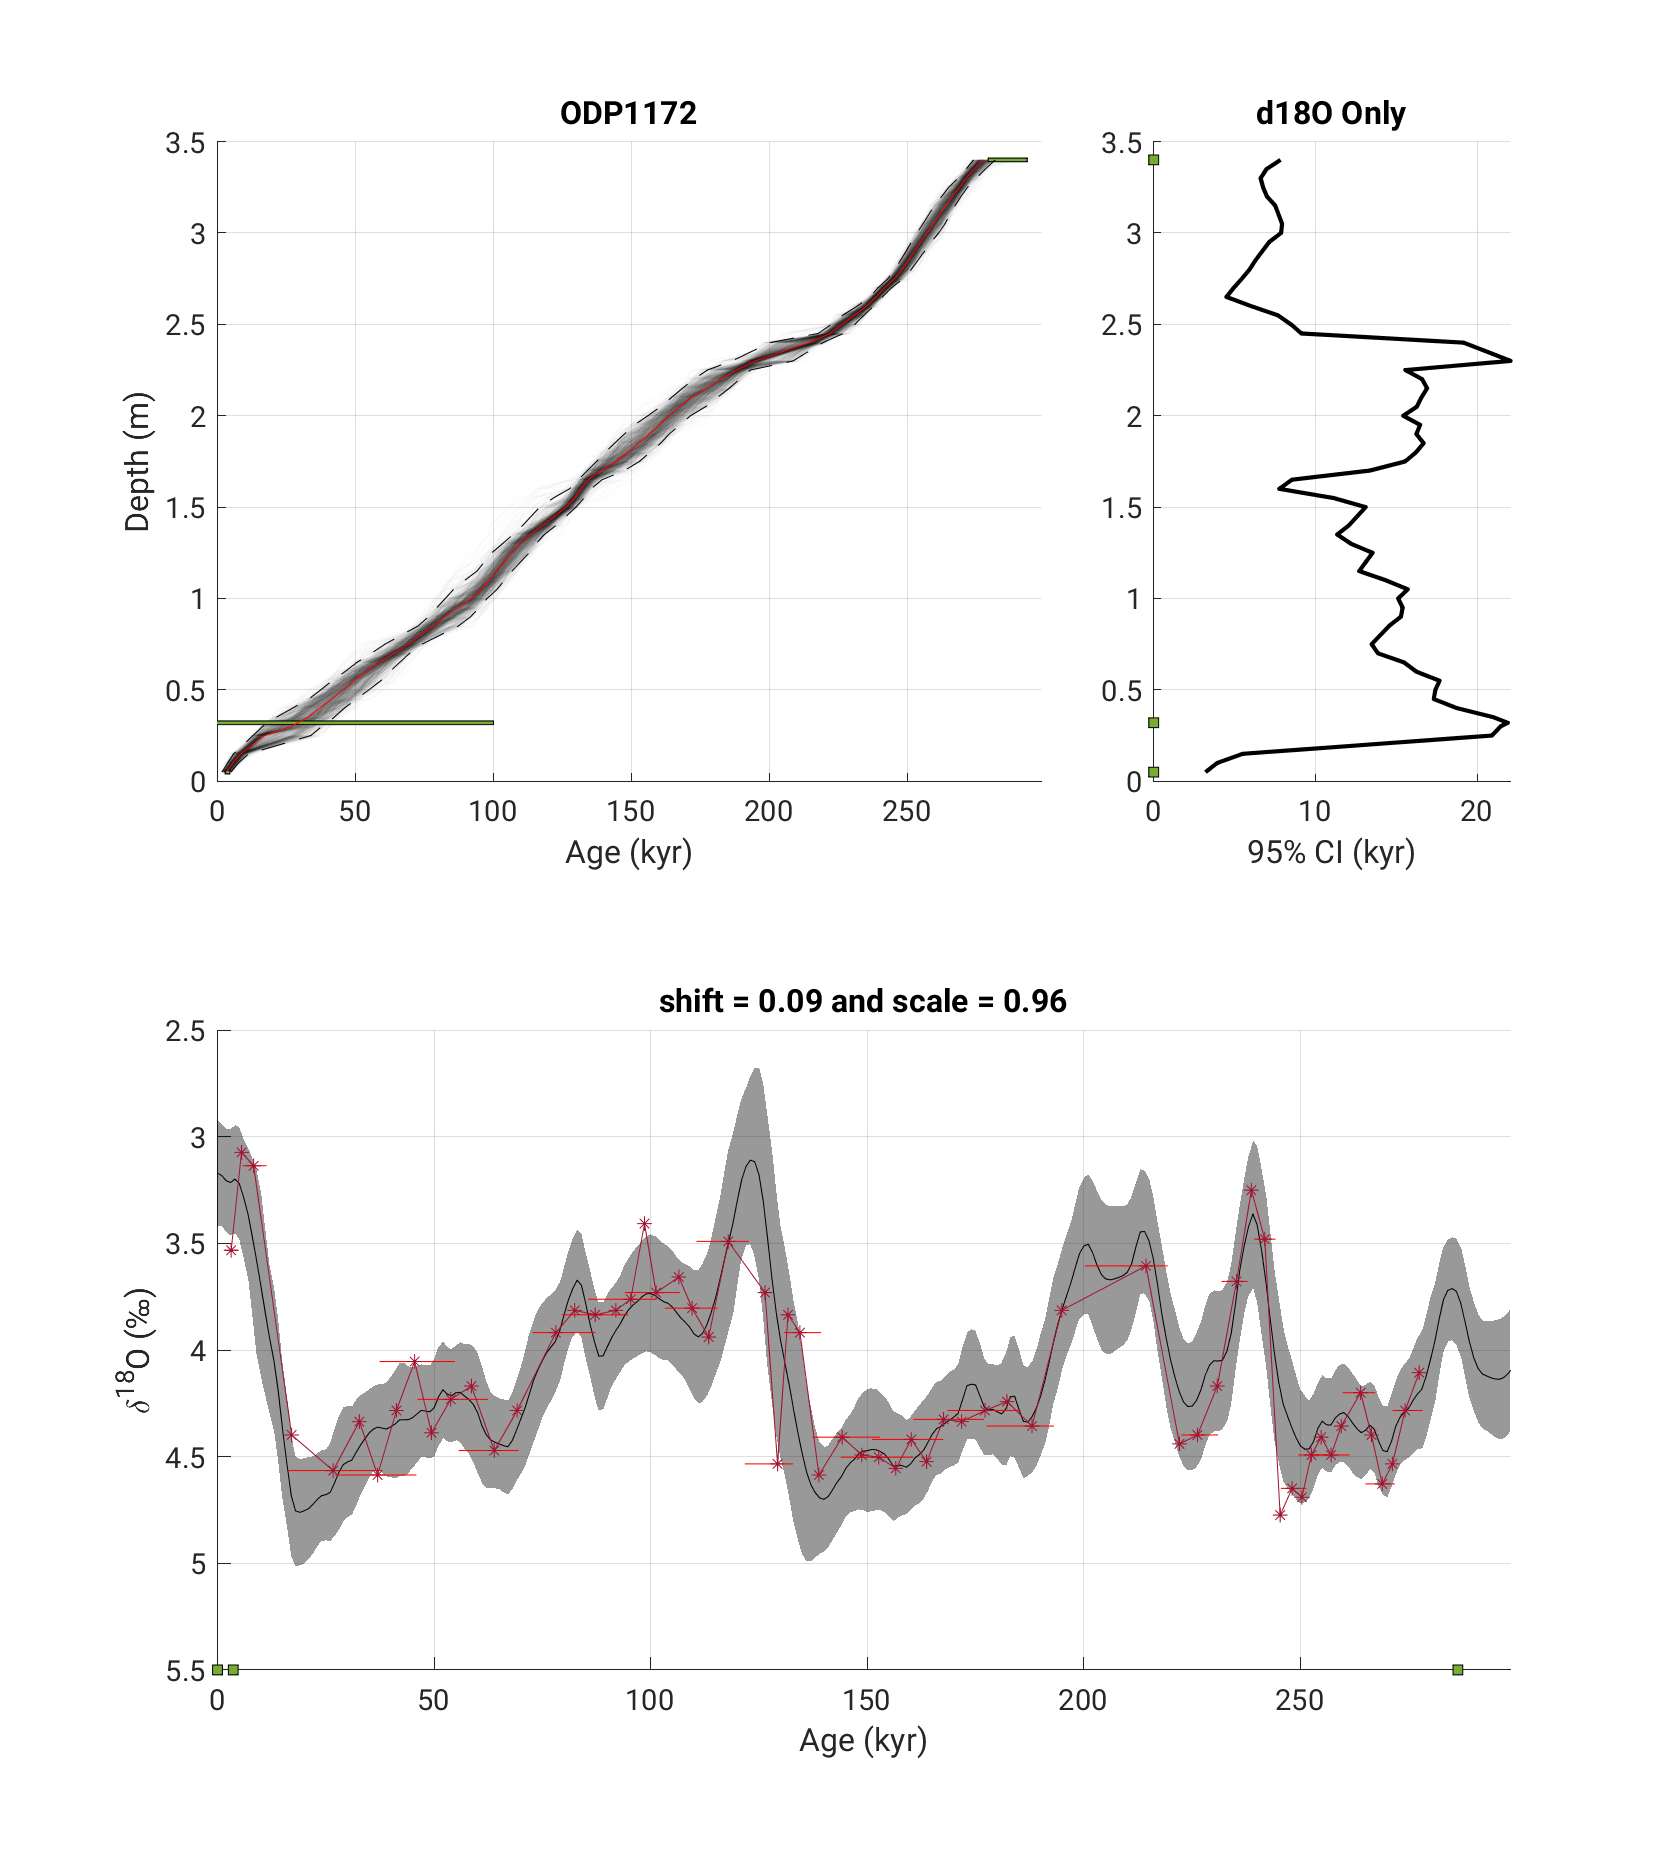 ODP1172
d18O Only
3.5
3
2.5
2
1.5
1
0.5
0
Depth (m)
0 50 100 150 200 250
Age (kyr)
3.5
3
2.5
2
1.5
1
0.5
0
0 10 20
95% CI (kyr)
shift = 0.09 and scale = 0.96
2.5
3
3.5
4
4.5
5
5.5
δ¹⁸O (‰)
0 50 100 150 200 250
Age (kyr)